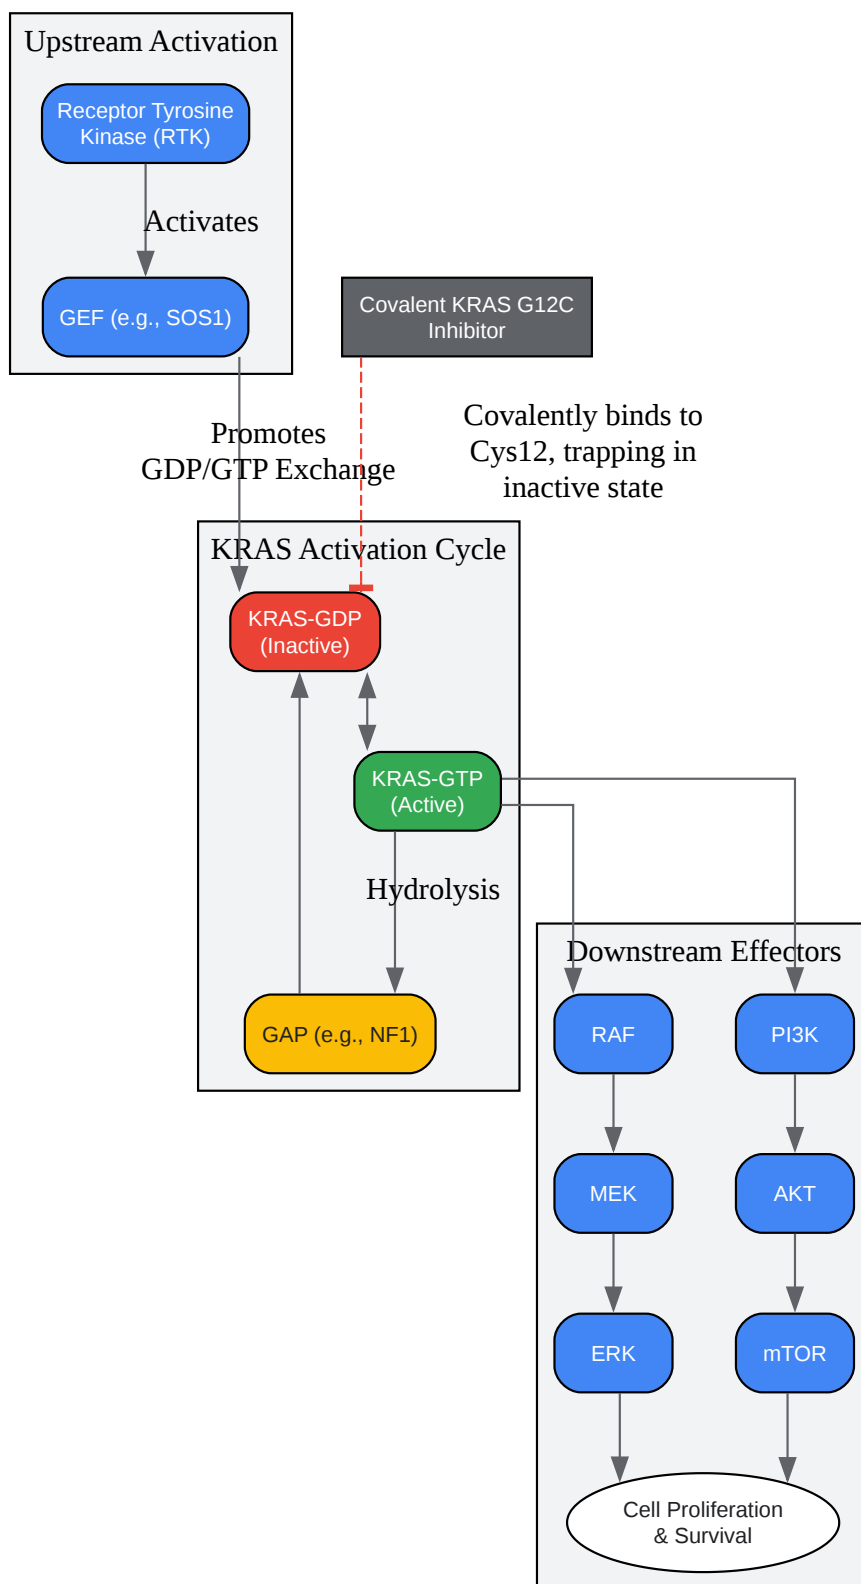 Upstream Activation
Receptor Tyrosine
Kinase (RTK)
Activates
GEF (e.g., SOS1)
Covalent KRAS G12C
Inhibitor
Promotes
GDP/GTP Exchange
Covalently binds to
Cys12, trapping in
inactive state
KRAS Activation Cycle
KRAS-GDP
(Inactive)
KRAS-GTP
(Active)
Hydrolysis
GAP (e.g., NF1)
Downstream Effectors
RAF
PI3K
MEK
AKT
ERK
mTOR
Cell Proliferation
& Survival